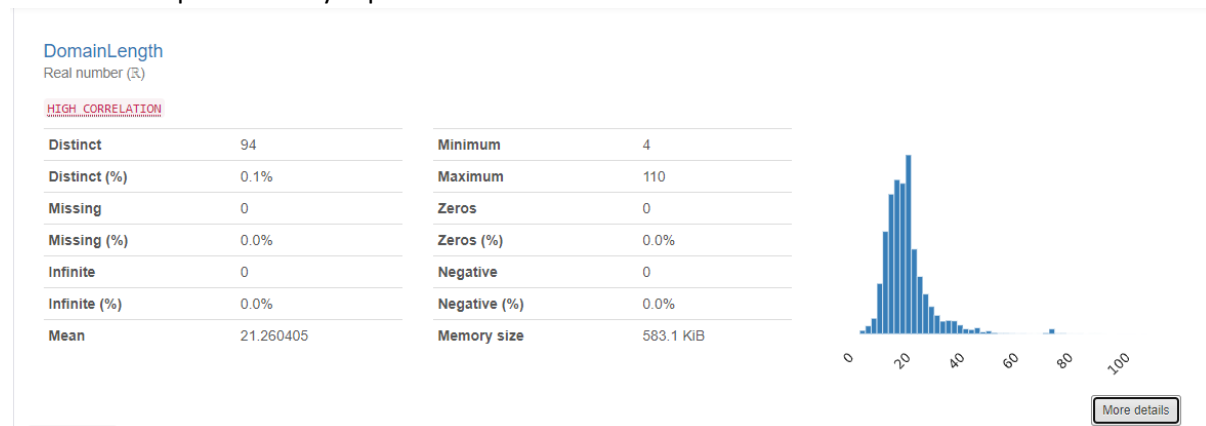 DomainLength
Real number (ℝ)
HIGH CORRELATION
Distinct 94
Distinct (%) 0.1%
Missing 0
Missing (%) 0.0%
Infinite 0
Infinite (%) 0.0%
Mean 21.260405
Minimum 4
Maximum 110
Zeros 0
Zeros (%) 0.0%
Negative 0
Negative (%) 0.0%
Memory size 583.1 KiB
0 20 40 60 80 100
More details